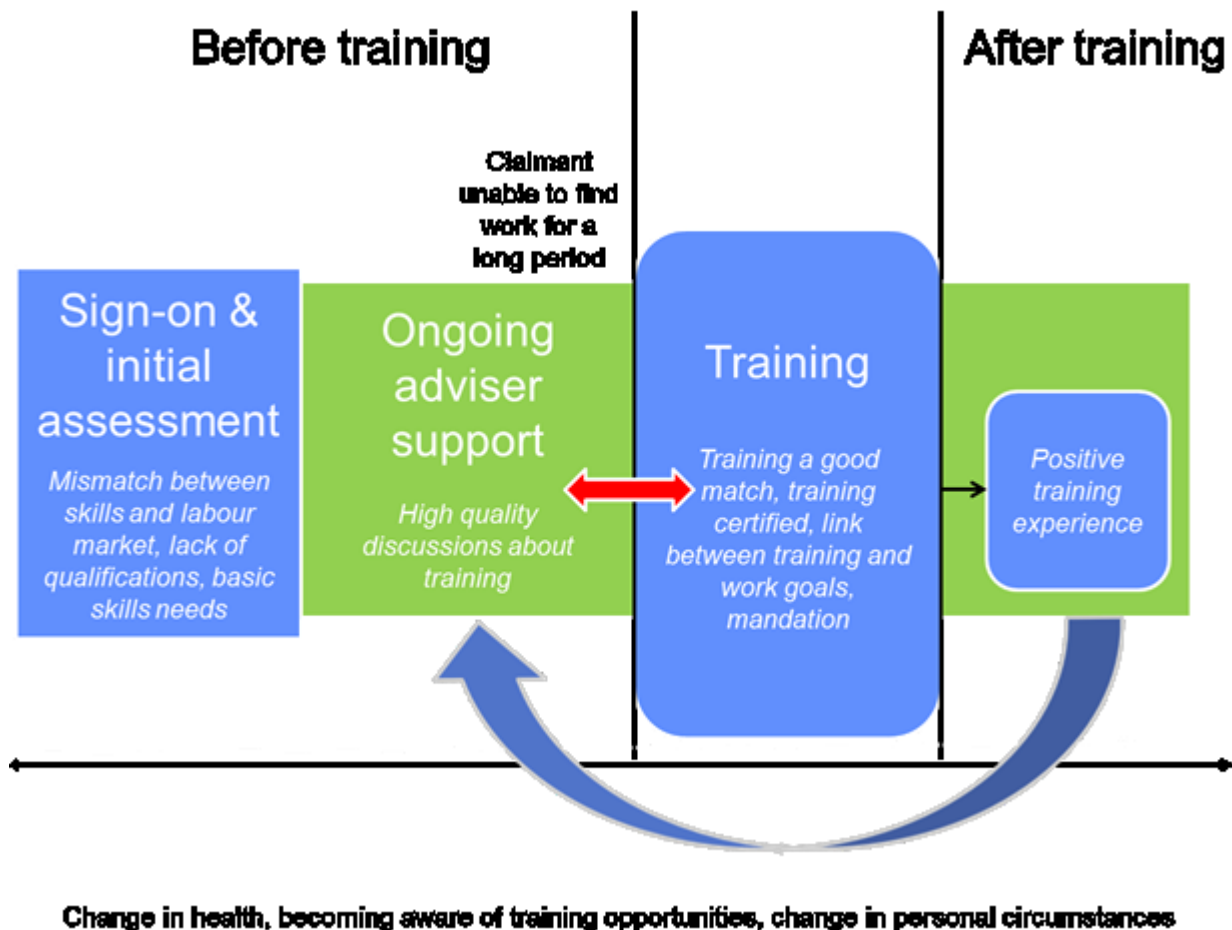 Before training
After training
Claimant
unable to find
work for a
long period
Sign-on &
initial
assessment
Mismatch between
skills and labour
market, lack of
qualifications, basic
skills needs
Ongoing
adviser
support
High quality
discussions about
training
Training
Training a good
match, training
certified, link
between training and
work goals,
mandation
Positive
training
experience
Change in health, becoming aware of training opportunities, change in personal circumstances